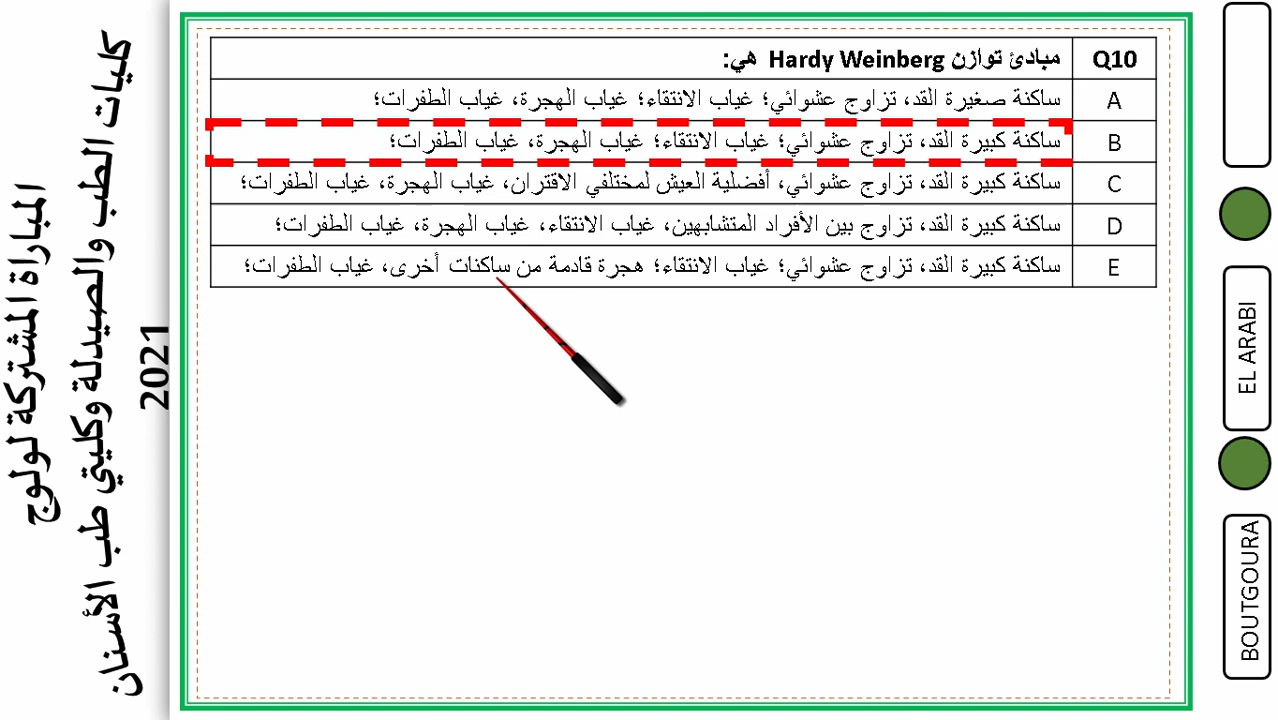 المباراة المشتركة لولوج
كليات الطب والصيدلة وكليتي طب الأسنان
2021
Q10 مبادئ توازن Hardy Weinberg هي:
A ساكنة صغيرة القد، تزاوج عشوائي؛ غياب الانتقاء؛ غياب الهجرة، غياب الطفرات؛
B ساكنة كبيرة القد، تزاوج عشوائي؛ غياب الانتقاء؛ غياب الهجرة، غياب الطفرات؛
C ساكنة كبيرة القد، تزاوج عشوائي، أفضلية العيش لمختلفي الاقتران، غياب الهجرة، غياب الطفرات؛
D ساكنة كبيرة القد، تزاوج بين الأفراد المتشابهين، غياب الانتقاء، غياب الهجرة، غياب الطفرات؛
E ساكنة كبيرة القد، تزاوج عشوائي؛ غياب الانتقاء؛ هجرة قادمة من ساكنات أخرى، غياب الطفرات؛
EL ARABI
BOUTGOURA